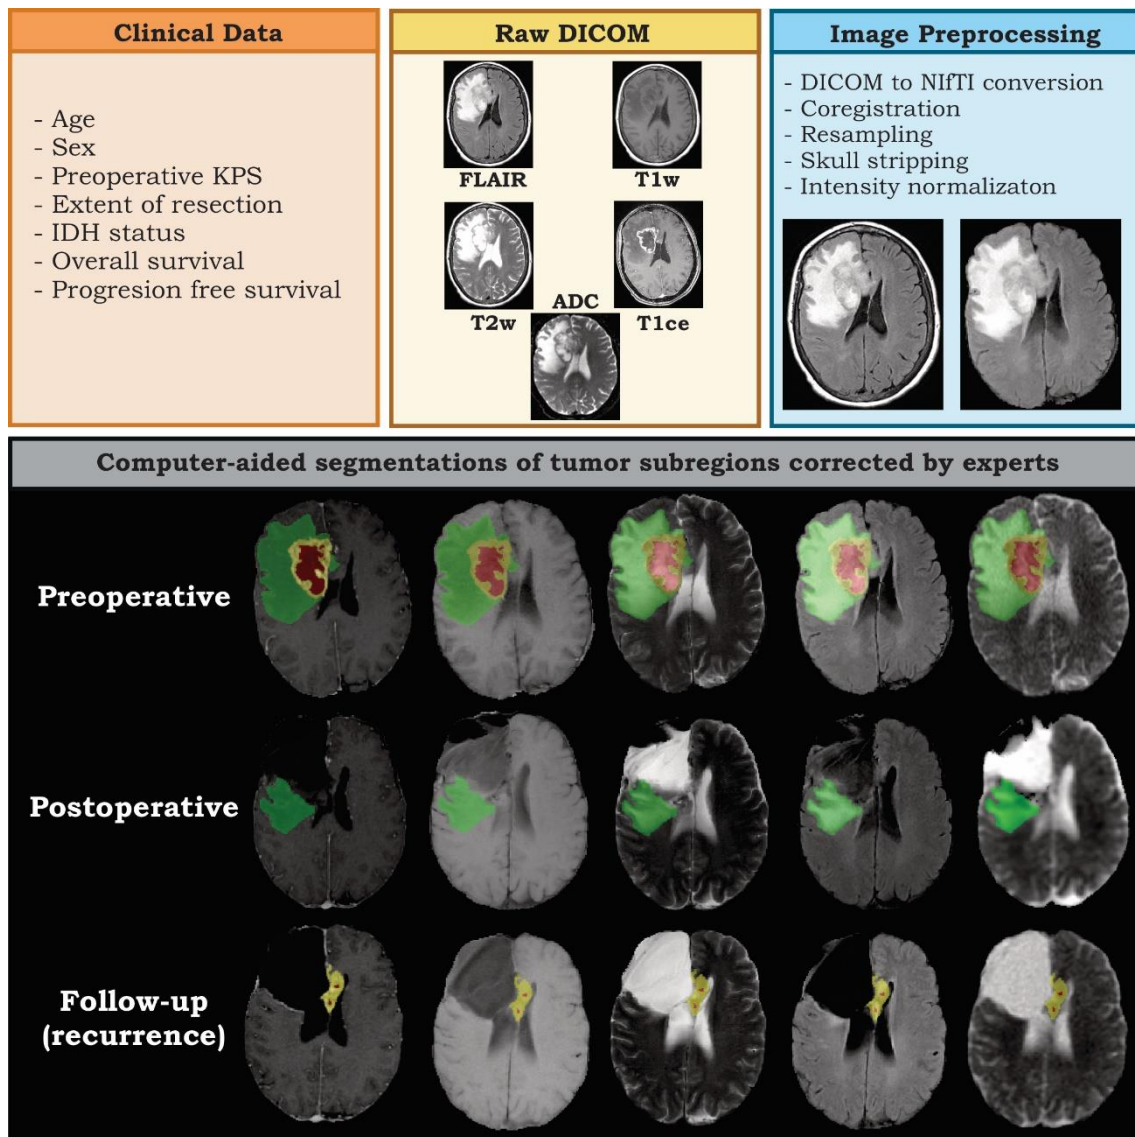 Clinical Data
- Age
- Sex
- Preoperative KPS
- Extent of resection
- IDH status
- Overall survival
- Progresion free survival
Raw DICOM
FLAIR
T1w
T2w
T1ce
ADC
Image Preprocessing
- DICOM to NIfTI conversion
- Coregistration
- Resampling
- Skull stripping
- Intensity normalizaton
Computer-aided segmentations of tumor subregions corrected by experts
Preoperative
Postoperative
Follow-up
(recurrence)